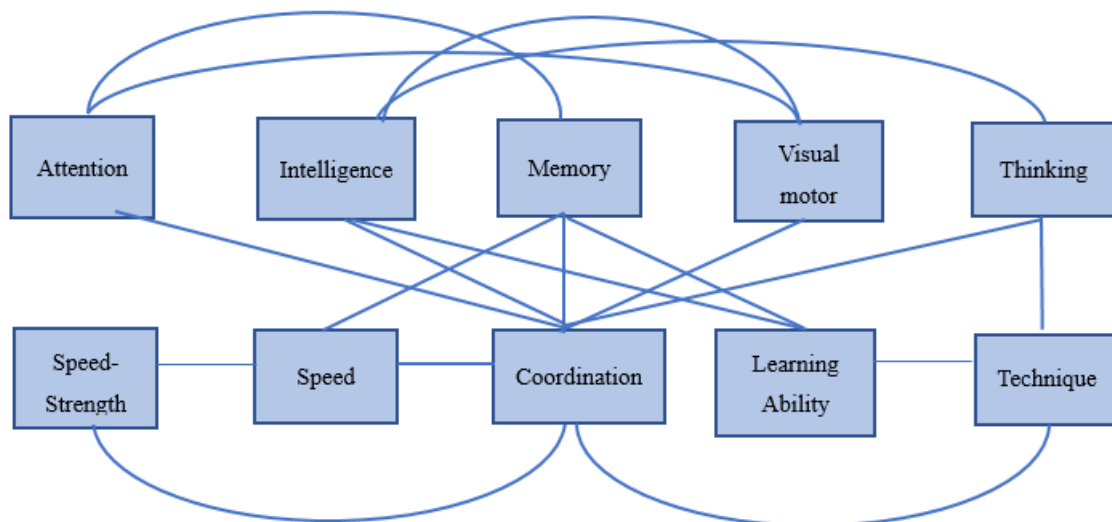 Attention
Intelligence
Memory
Visual
motor
Thinking
Speed-
Strength
Speed
Coordination
Learning
Ability
Technique